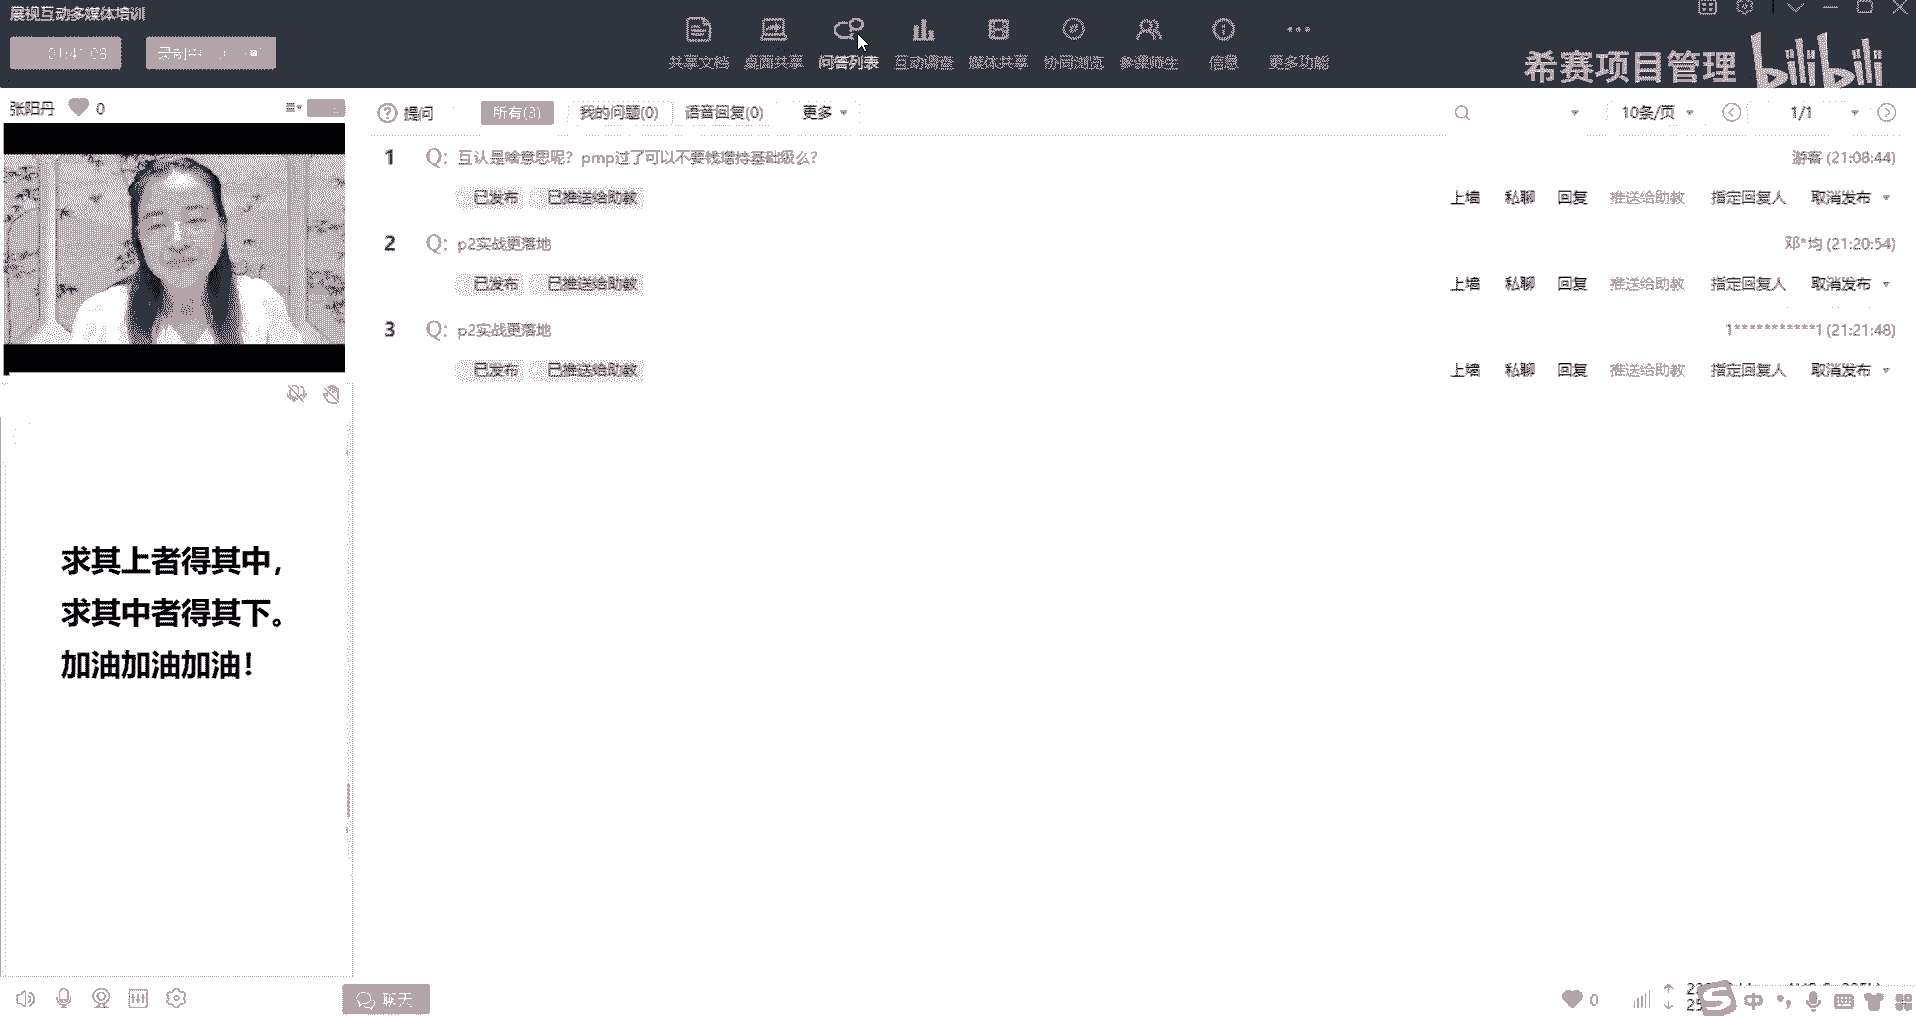 展视互动多媒体培训
01:41:08
共享文档 桌面共享 问答列表 互动调查 媒体共享 协同浏览 参课师生 信息 更多功能
希赛项目管理 bilibili
张阳丹 0
提问 所有(3) 我的问题(0) 语音回复(0) 更多 10条/页 1/1
1 Q: 互认是啥意思呢？pmp过了可以不要钱增持基础级么？ 游客 (21:08:44)
已发布 已推送给助教 上墙 私聊 回复 推送给助教 指定回复人 取消发布
2 Q: p2实战更落地 邓*均 (21:20:54)
已发布 已推送给助教 上墙 私聊 回复 推送给助教 指定回复人 取消发布
3 Q: p2实战更落地 1***********1 (21:21:48)
已发布 已推送给助教 上墙 私聊 回复 推送给助教 指定回复人 取消发布
求其上者得其中，
求其中者得其下。
加油加油加油！
聊天 0 中